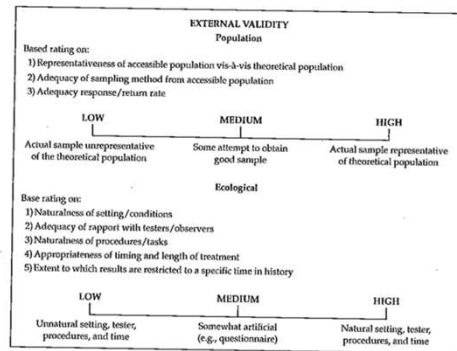 EXTERNAL VALIDITY
Population
Based rating on:
1) Representativeness of accessible population vis-à-vis theoretical population
2) Adequacy of sampling method from accessible population
3) Adequacy response/return rate
LOW MEDIUM HIGH
Actual sample unrepresentative Some attempt to obtain Actual sample representative
of the theoretical population good sample of theoretical population
Ecological
Base rating on:
1) Naturalness of setting/conditions
2) Adequacy of rapport with testers/observers
3) Naturalness of procedures/tasks
4) Appropriateness of timing and length of treatment
5) Extent to which results are restricted to a specific time in history
LOW MEDIUM HIGH
Unnatural setting, tester, Somewhat artificial Natural setting, tester,
procedures, and time (e.g., questionnaire) procedures, and time